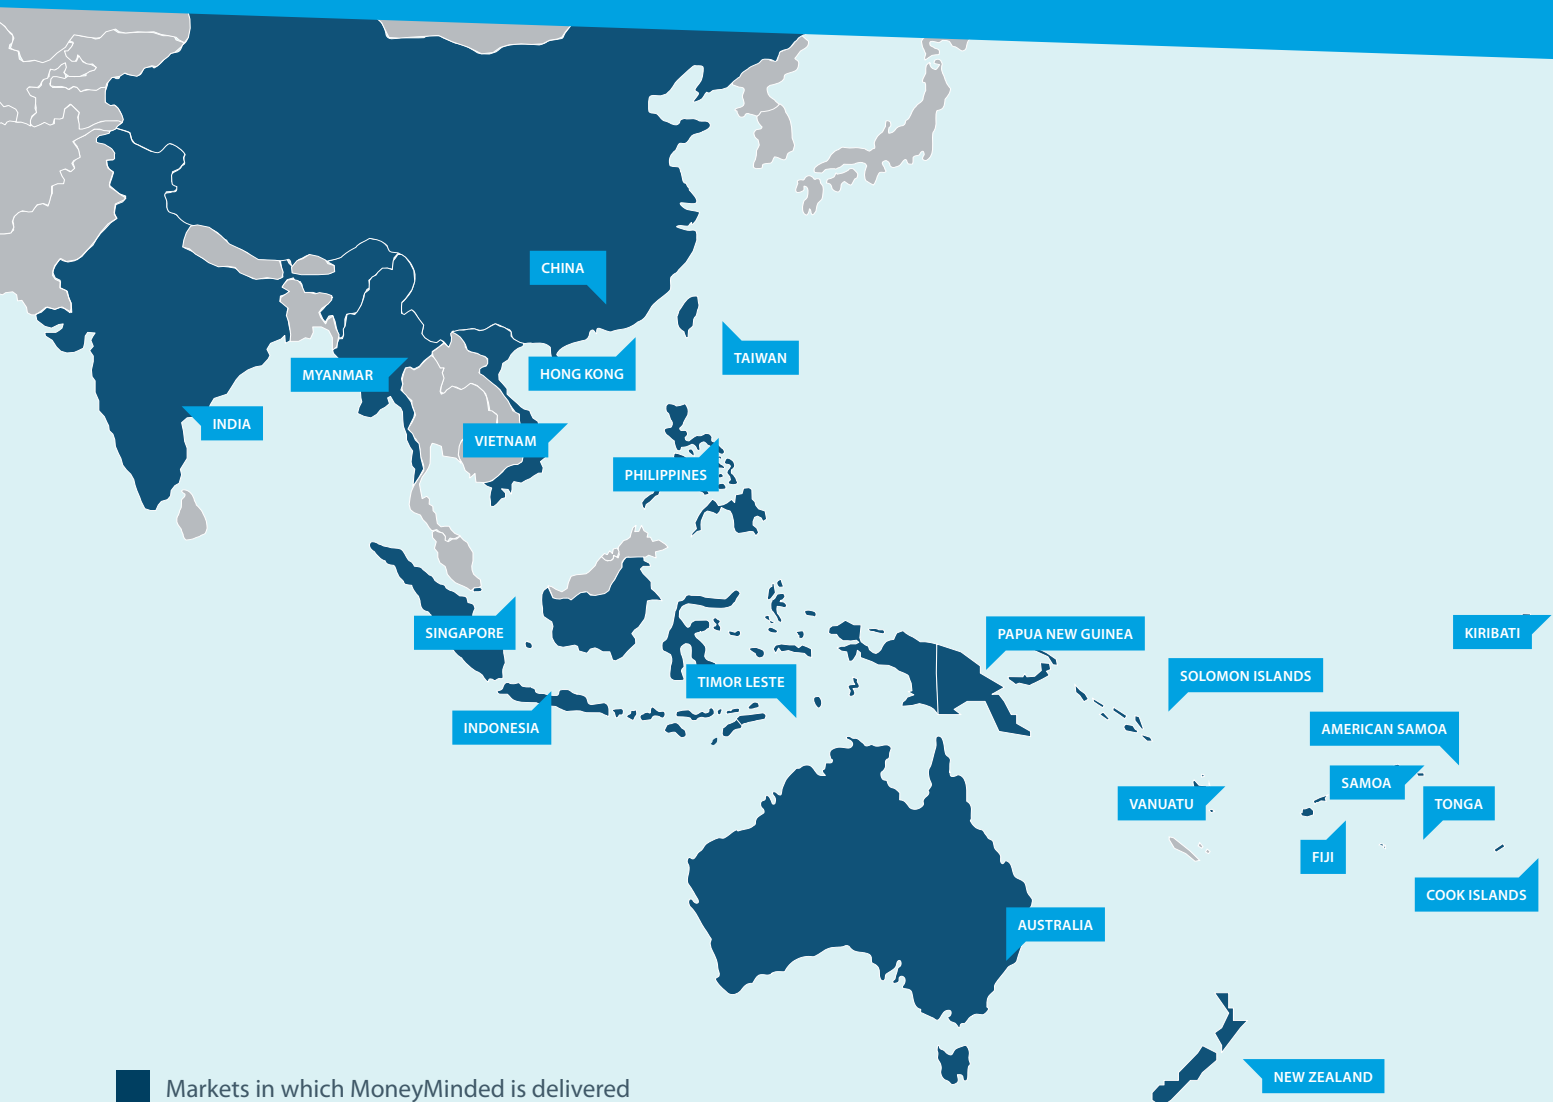 CHINA
TAIWAN
MYANMAR
HONG KONG
INDIA
VIETNAM
PHILIPPINES
SINGAPORE
PAPUA NEW GUINEA
KIRIBATI
TIMOR LESTE
SOLOMON ISLANDS
INDONESIA
AMERICAN SAMOA
SAMOA
VANUATU
TONGA
FIJI
COOK ISLANDS
AUSTRALIA
NEW ZEALAND
Markets in which MoneyMinded is delivered